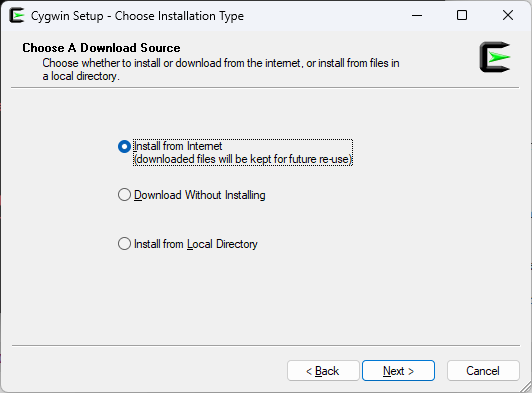 Cygwin Setup - Choose Installation Type
Choose A Download Source
Choose whether to install or download from the internet, or install from files in
a local directory.
Install from Internet
(downloaded files will be kept for future re-use)
Download Without Installing
Install from Local Directory
< Back
Next >
Cancel